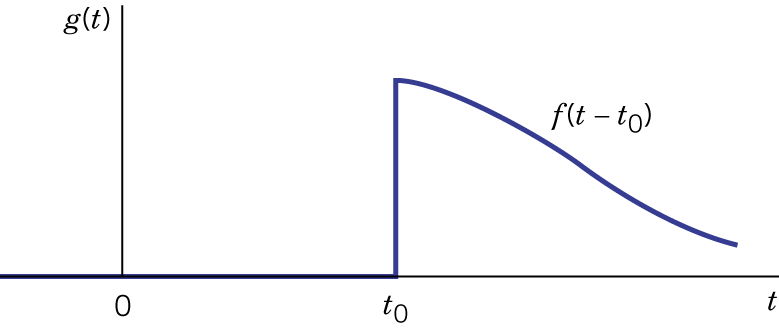 g(t)
f(t – t₀)
0
t₀
t